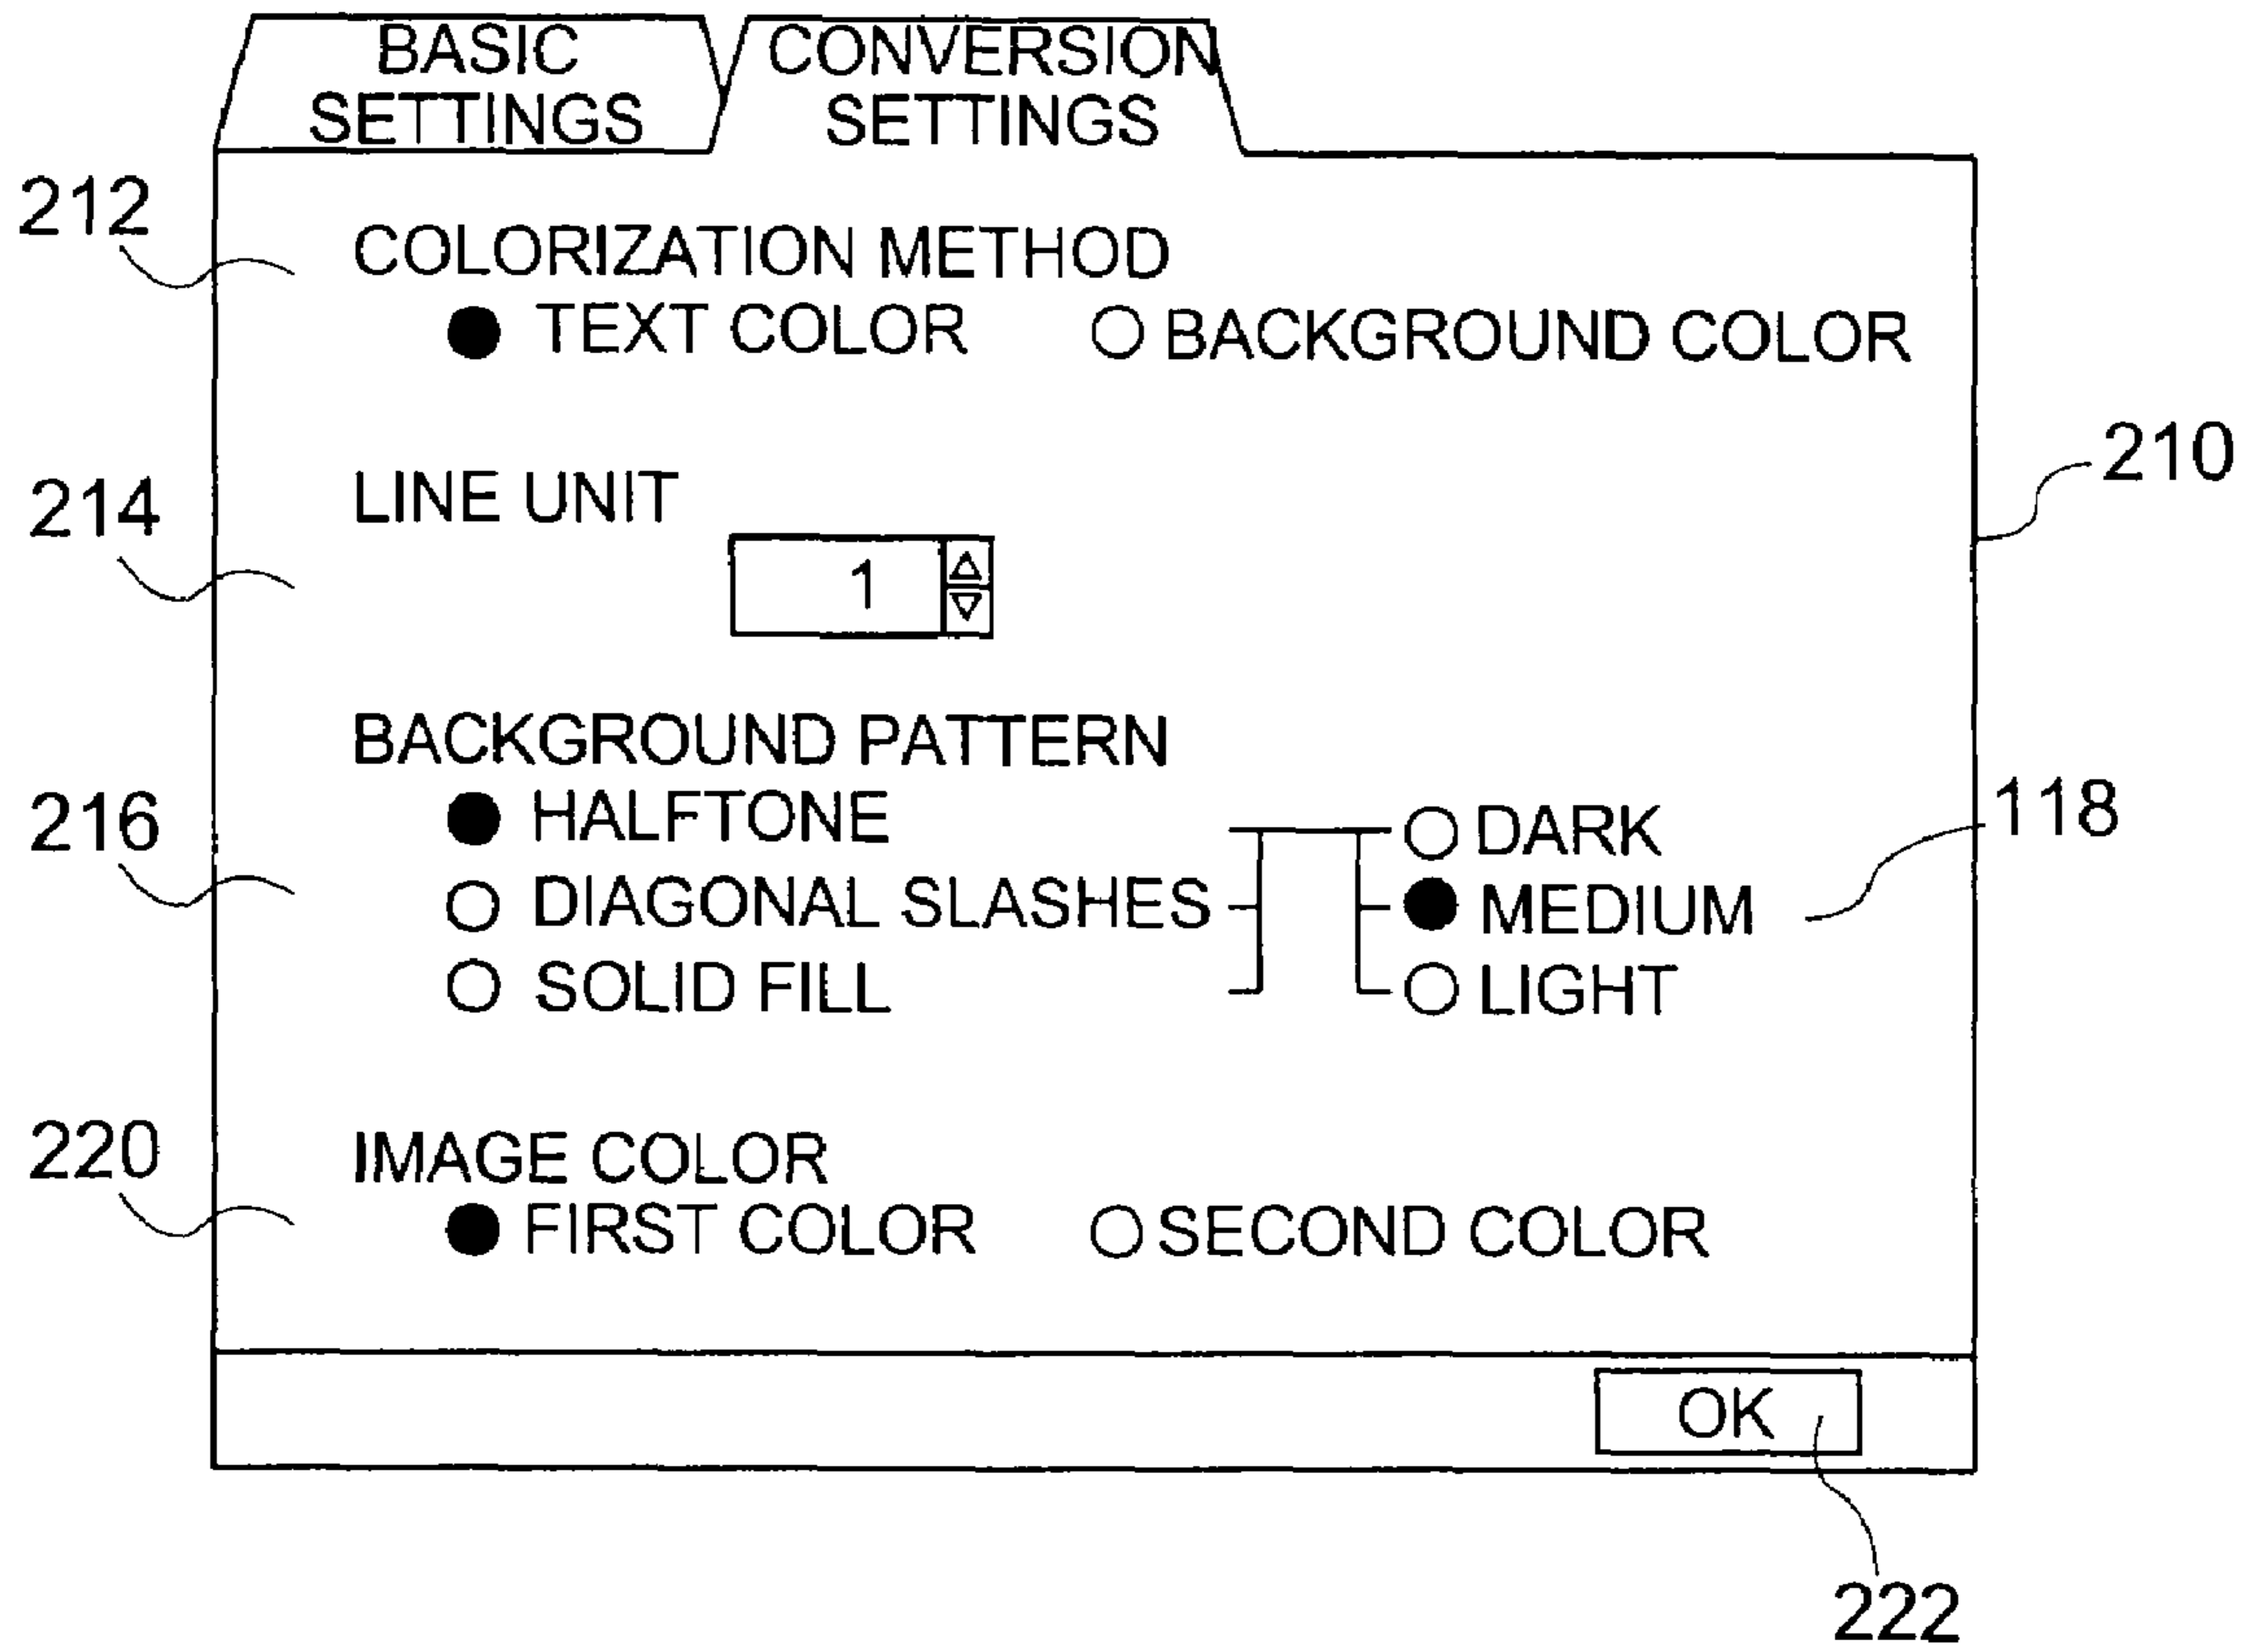 BASIC
SETTINGS
CONVERSION
SETTINGS
212
COLORIZATION METHOD
TEXT COLOR
BACKGROUND COLOR
210
214
LINE UNIT
1
BACKGROUND PATTERN
216
HALFTONE
DIAGONAL SLASHES
SOLID FILL
DARK
MEDIUM
LIGHT
118
220
IMAGE COLOR
FIRST COLOR
SECOND COLOR
OK
222